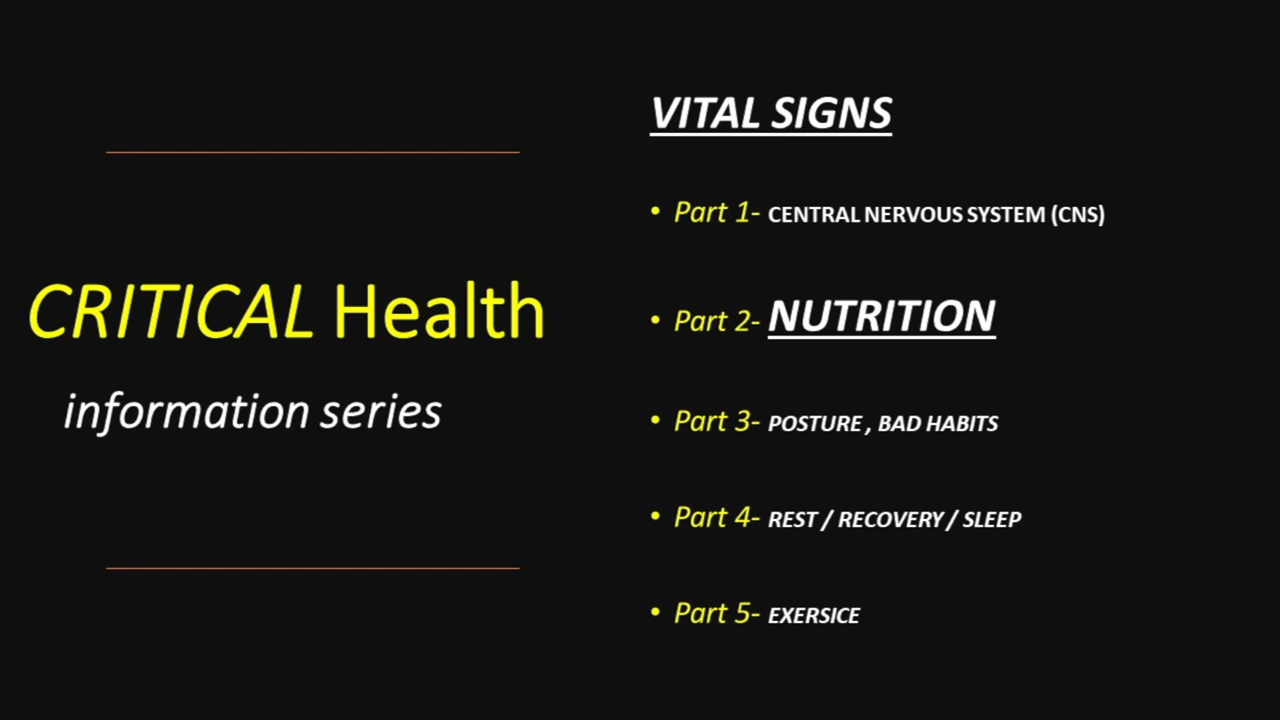 CRITICAL Health
information series
VITAL SIGNS
• Part 1- CENTRAL NERVOUS SYSTEM (CNS)
• Part 2- NUTRITION
• Part 3- POSTURE , BAD HABITS
• Part 4- REST / RECOVERY / SLEEP
• Part 5- EXERSICE